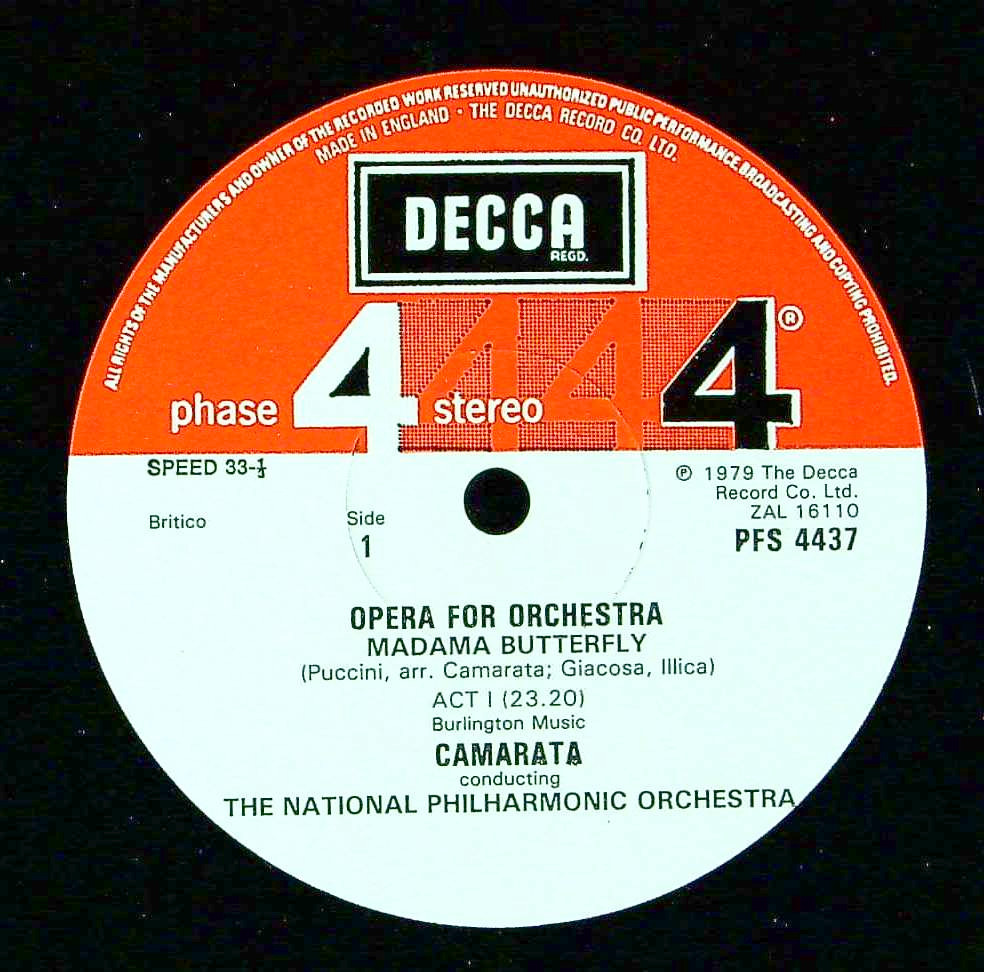 ALL RIGHTS OF THE MANUFACTURERS AND OWNER OF THE RECORDED WORK RESERVED UNAUTHORIZED PUBLIC PERFORMANCE, BROADCASTING AND COPYING PROHIBITED.
MADE IN ENGLAND · THE DECCA RECORD CO. LTD.
DECCA
REGD.
phase 4 stereo 4 ®
SPEED 33-⅓
℗ 1979 The Decca
Record Co. Ltd.
ZAL 16110
PFS 4437
Britico
Side
1
OPERA FOR ORCHESTRA
MADAMA BUTTERFLY
(Puccini, arr. Camarata; Giacosa, Illica)
ACT I (23.20)
Burlington Music
CAMARATA
conducting
THE NATIONAL PHILHARMONIC ORCHESTRA